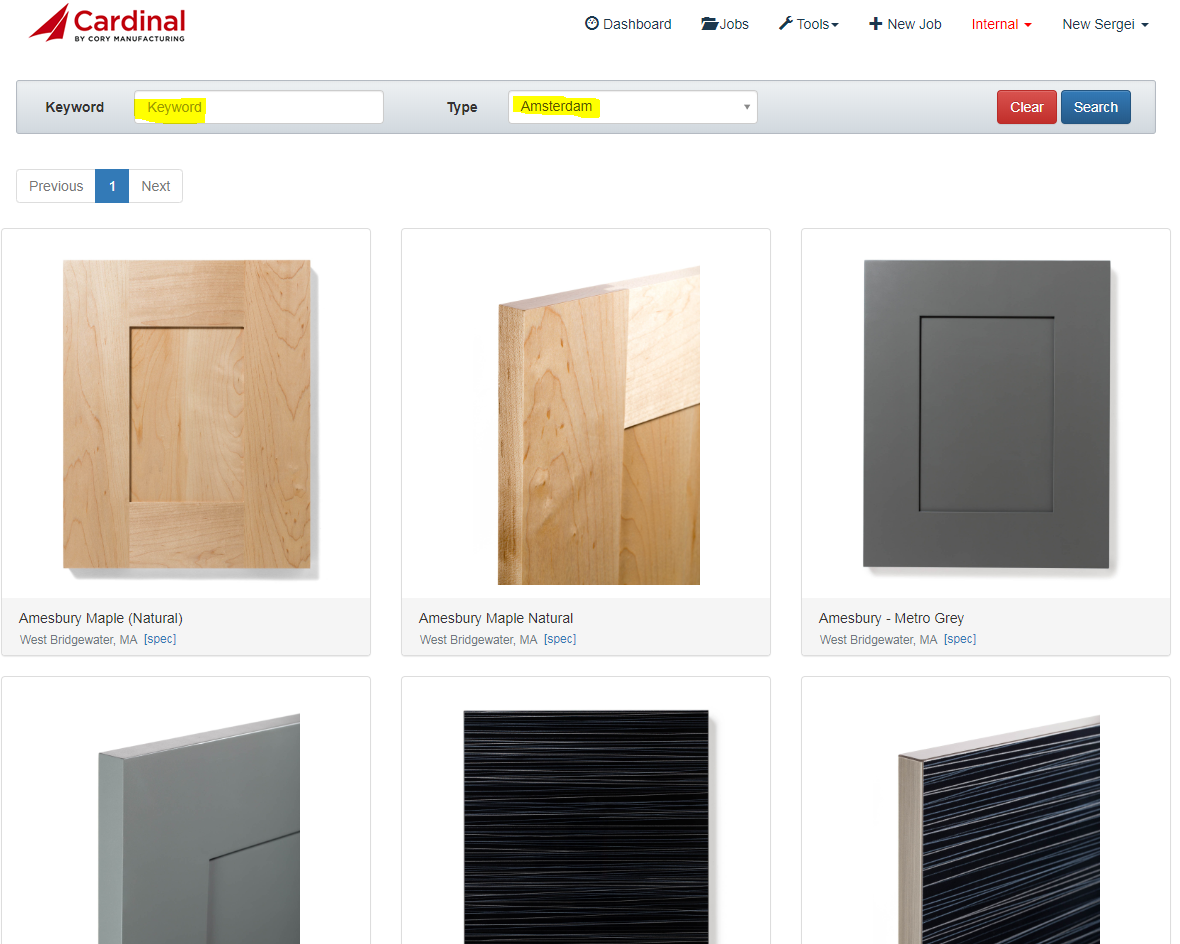 Cardinal
BY CORY MANUFACTURING
Dashboard Jobs Tools New Job Internal New Sergei
Keyword Keyword Type Amsterdam Clear Search
Previous 1 Next
Amesbury Maple (Natural)
West Bridgewater, MA [spec]
Amesbury Maple Natural
West Bridgewater, MA [spec]
Amesbury - Metro Grey
West Bridgewater, MA [spec]